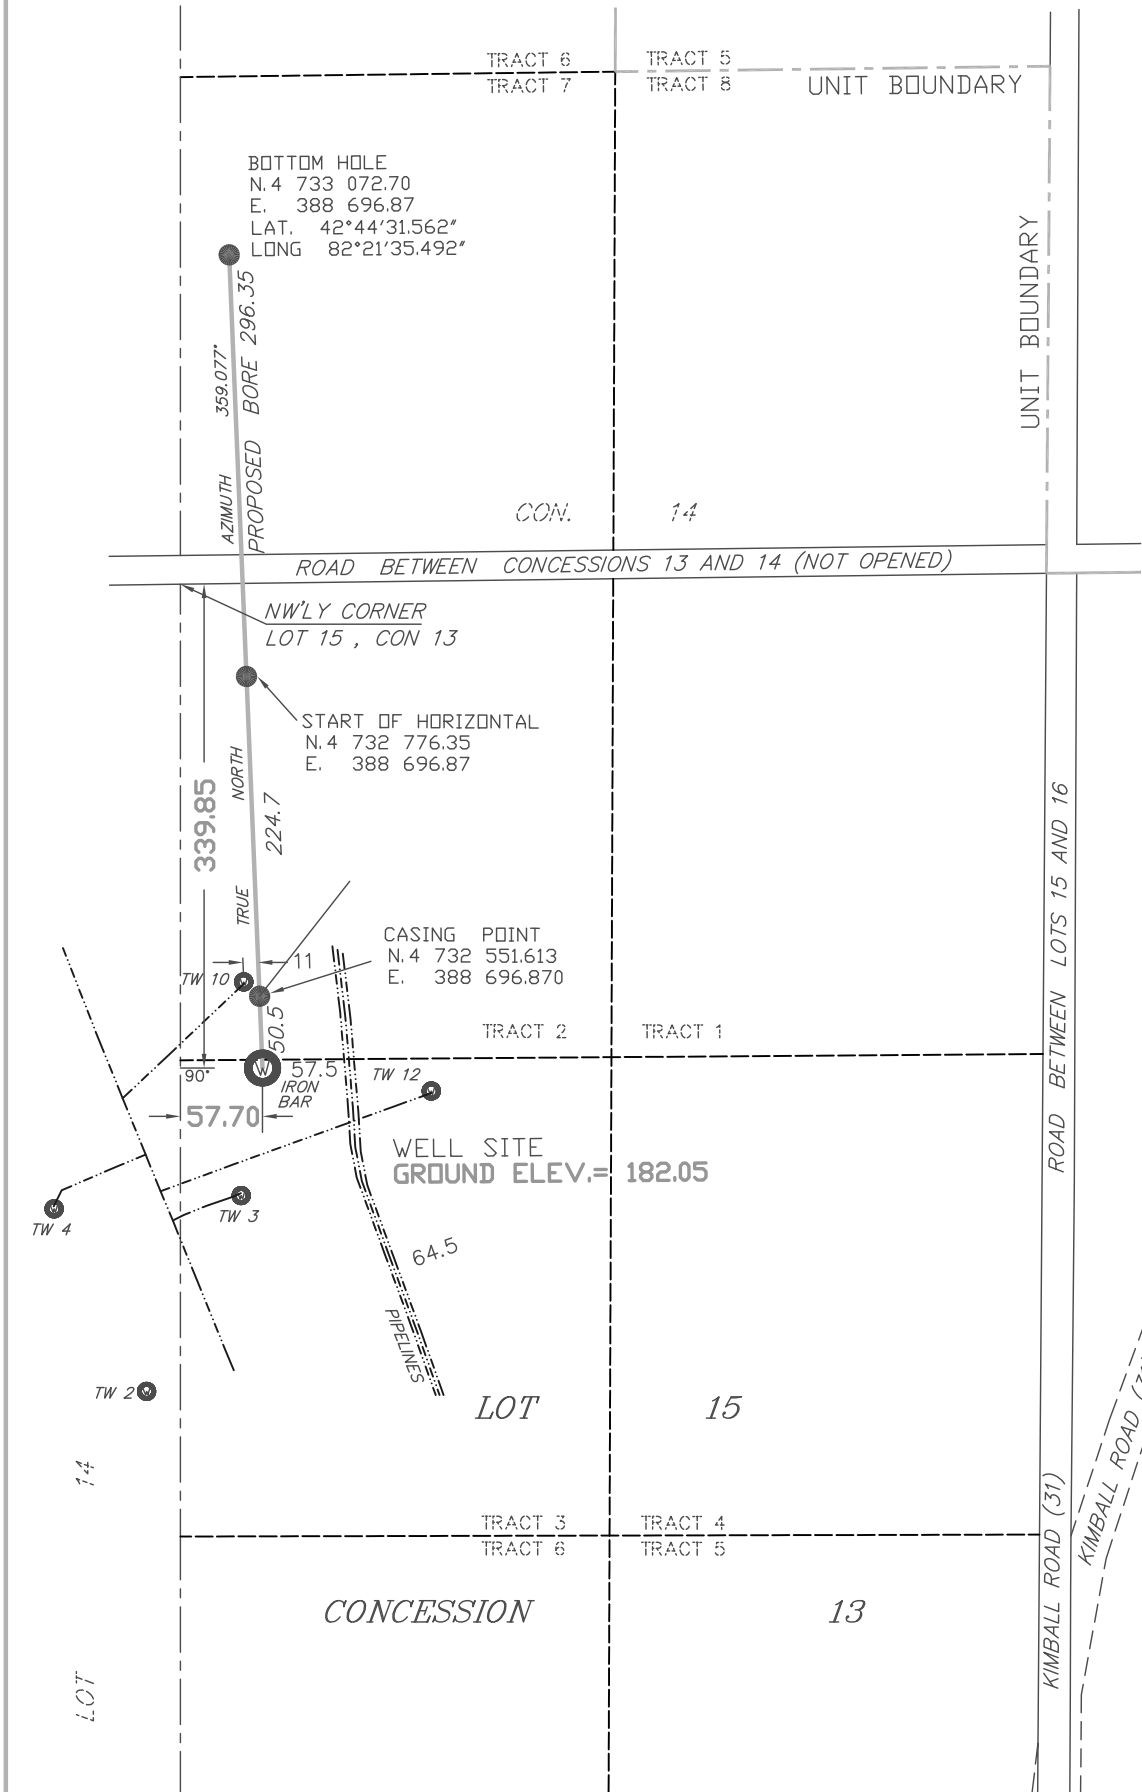 TRACT 6 TRACT 5
TRACT 7 TRACT 8
UNIT BOUNDARY
BOTTOM HOLE
N.4 733 072.70
E. 388 696.87
LAT. 42°44'31.562"
LONG 82°21'35.492"
UNIT BOUNDARY
AZIMUTH 359.077°
PROPOSED BORE 296.35
CON. 14
ROAD BETWEEN CONCESSIONS 13 AND 14 (NOT OPENED)
NW'LY CORNER
LOT 15 , CON 13
START OF HORIZONTAL
N.4 732 776.35
E. 388 696.87
339.85
TRUE NORTH
224.7
ROAD BETWEEN LOTS 15 AND 16
CASING POINT
N.4 732 551.613
E. 388 696.870
11
TW 10
50.5
TRACT 2 TRACT 1
90°
W
57.5
IRON
BAR
TW 12
57.70
WELL SITE
GROUND ELEV.= 182.05
TW 4
TW 3
64.5
PIPELINES
TW 2
LOT 15
LOT 14
TRACT 3 TRACT 4
TRACT 6 TRACT 5
KIMBALL ROAD (31)
KIMBALL ROAD
CONCESSION 13